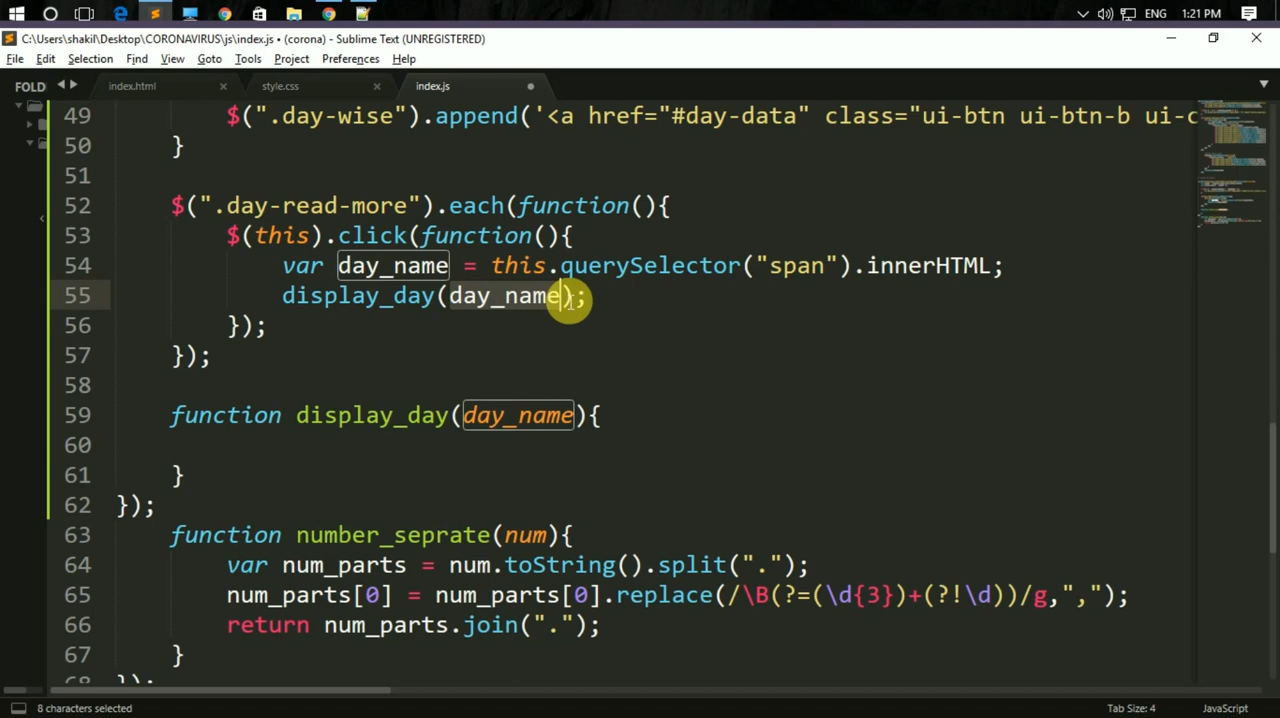 ENG 1:21 PM
C:\Users\shakil\Desktop\CORONAVIRUS\js\index.js • (corona) - Sublime Text (UNREGISTERED)
File Edit Selection Find View Goto Tools Project Preferences Help
FOLD index.html style.css index.js
49 $(".day-wise").append('<a href="#day-data" class="ui-btn ui-btn-b ui-c
50 }
51
52 $(".day-read-more").each(function(){
53 $(this).click(function(){
54 var day_name = this.querySelector("span").innerHTML;
55 display_day(day_name);
56 });
57 });
58
59 function display_day(day_name){
60
61 }
62 });
63 function number_seprate(num){
64 var num_parts = num.toString().split(".");
65 num_parts[0] = num_parts[0].replace(/\B(?=(\d{3})+(?!\d))/g,",");
66 return num_parts.join(".");
67 }
68 });
8 characters selected Tab Size: 4 JavaScript